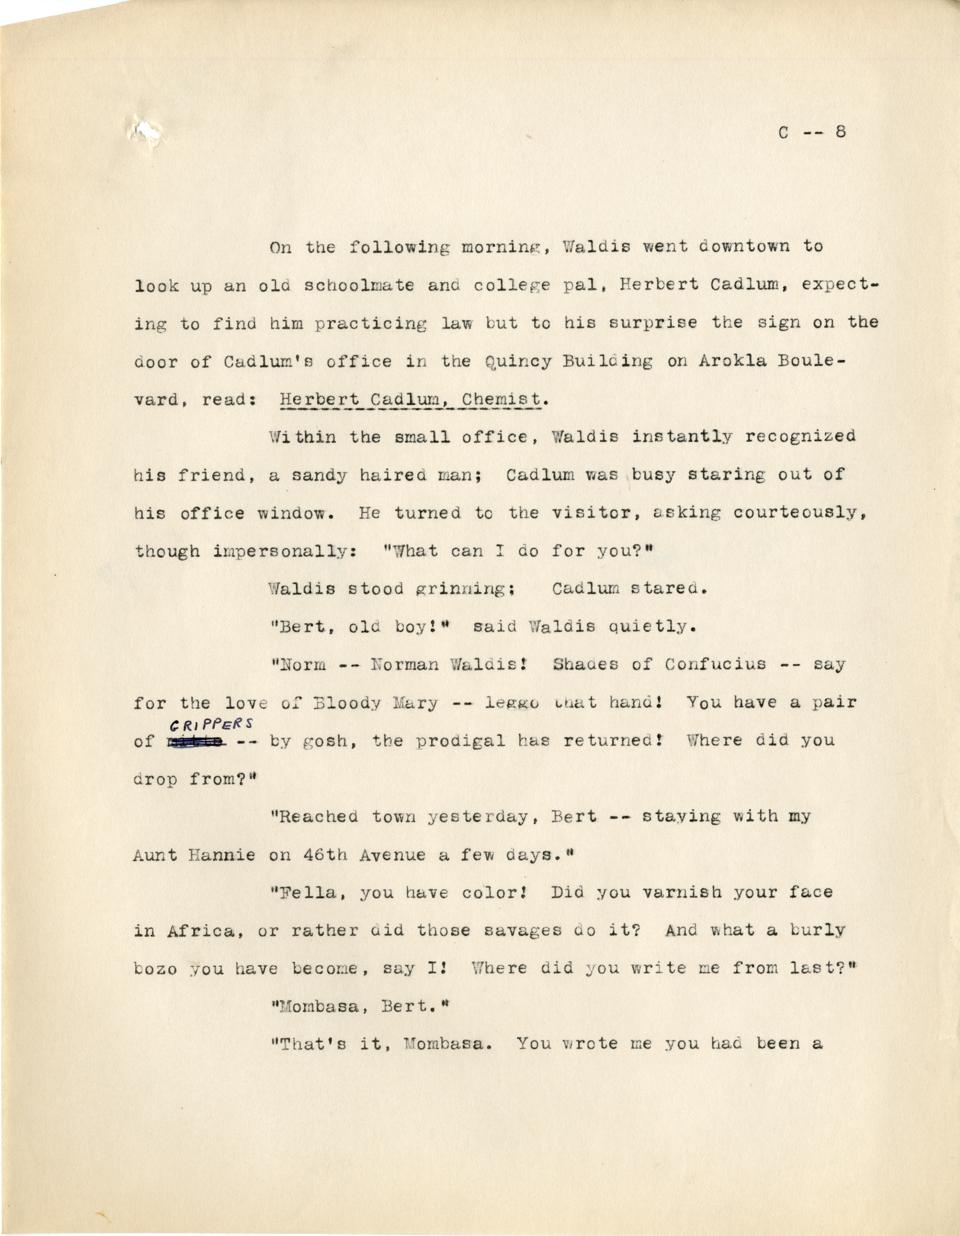 C -- 8
On the following morning, Waldis went downtown to
look up an old schoolmate and college pal, Herbert Cadlum, expect-
ing to find him practicing law but to his surprise the sign on the
door of Cadlum's office in the Quincy Building on Arokla Boule-
vard, read: Herbert Cadlum, Chemist.
Within the small office, Waldis instantly recognized
his friend, a sandy haired man; Cadlum was busy staring out of
his office window. He turned to the visitor, asking courteously,
though impersonally: "What can I do for you?"
Waldis stood grinning; Cadlum stared.
"Bert, old boy!" said Waldis quietly.
"Norm -- Norman Waldis! Shades of Confucius -- say
for the love of Bloody Mary -- leggo that hand! You have a pair
GRIPPERS
of -- by gosh, the prodigal has returned! Where did you
drop from?"
"Reached town yesterday, Bert -- staying with my
Aunt Hannie on 46th Avenue a few days."
"Fella, you have color! Did you varnish your face
in Africa, or rather did those savages do it? And what a burly
bozo you have become, say I! Where did you write me from last?"
"Mombasa, Bert."
"That's it, Mombasa. You wrote me you had been a